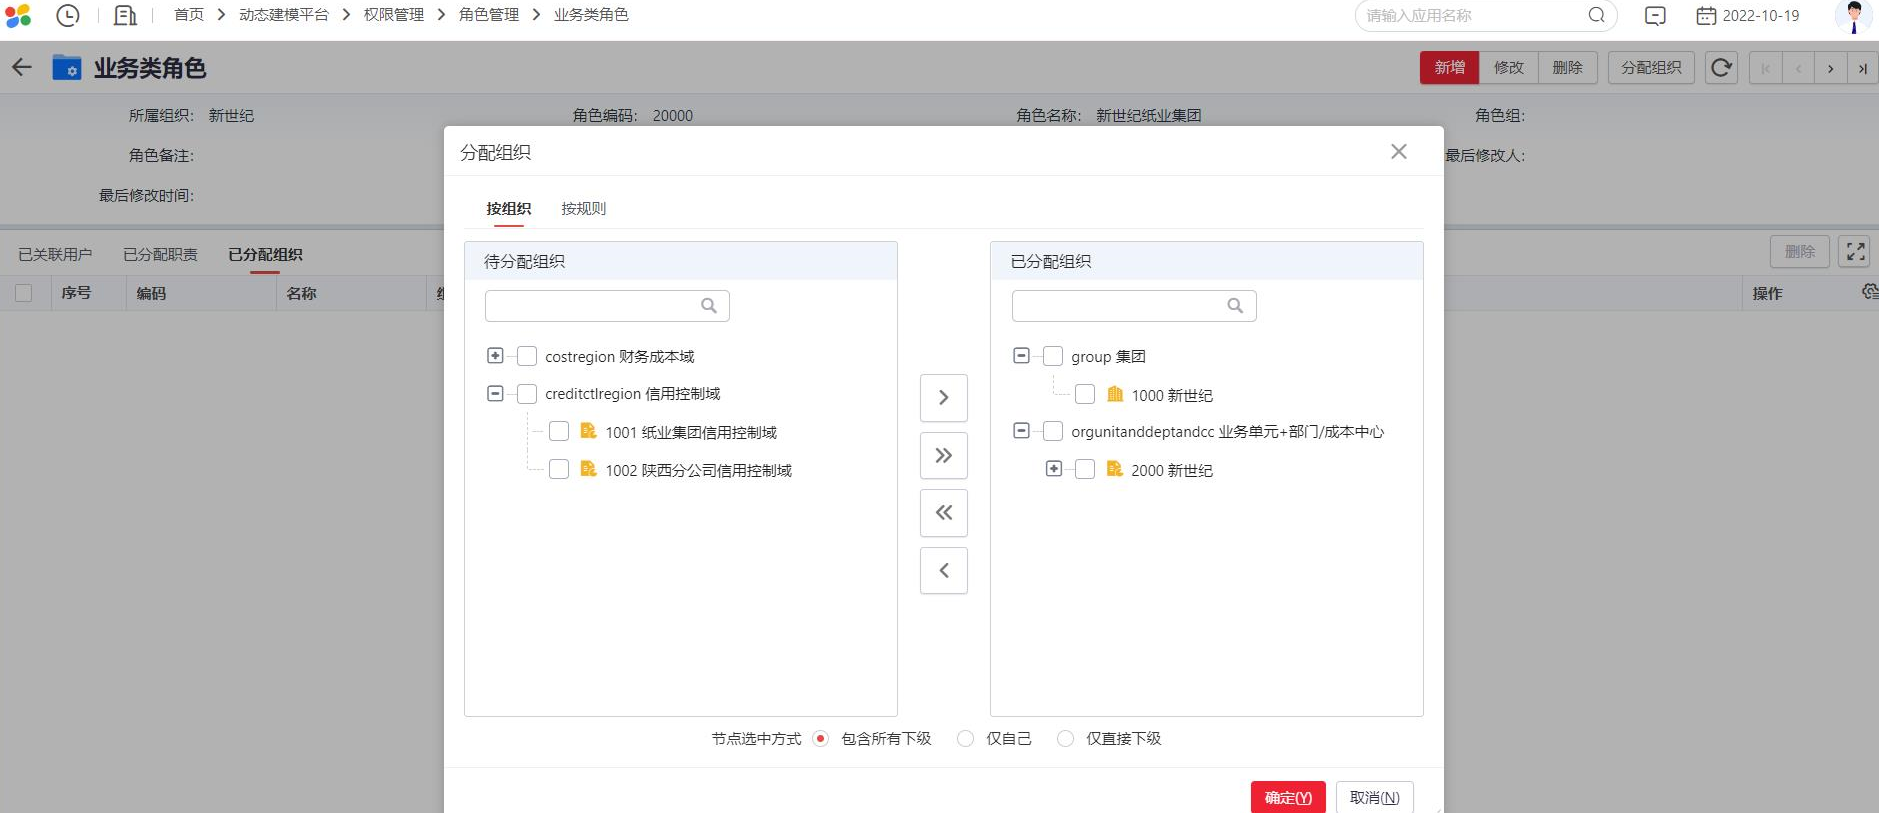 首页 > 动态建模平台 > 权限管理 > 角色管理 > 业务类角色
请输入应用名称
2022-10-19
业务类角色
新增 修改 删除 分配组织
所属组织: 新世纪 角色编码: 20000 角色名称: 新世纪纸业集团 角色组:
角色备注: 最后修改人:
最后修改时间:
分配组织
按组织 按规则
已关联用户 已分配职责 已分配组织
删除
序号 编码 名称
操作
待分配组织
costregion 财务成本域
creditctlregion 信用控制域
1001 纸业集团信用控制域
1002 陕西分公司信用控制域
已分配组织
group 集团
1000 新世纪
orgunitanddeptandcc 业务单元+部门/成本中心
2000 新世纪
节点选中方式 包含所有下级 仅自己 仅直接下级
确定(Y) 取消(N)